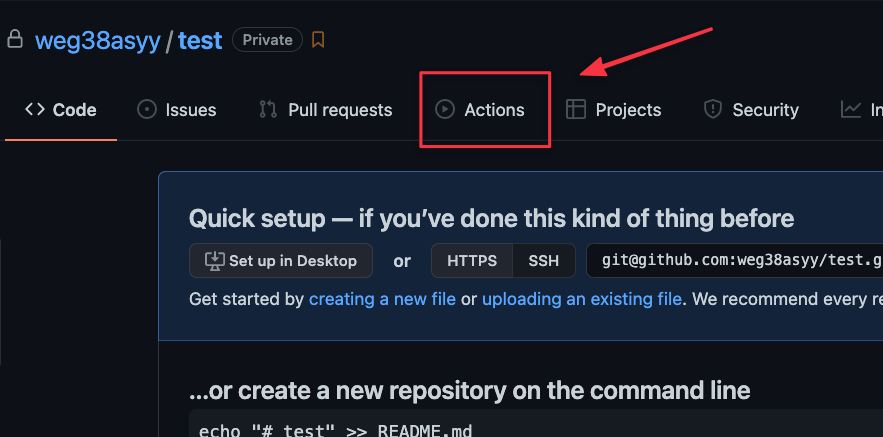 weg38asyy / test Private
Code Issues Pull requests Actions Projects Security In
Quick setup — if you’ve done this kind of thing before
Set up in Desktop or HTTPS SSH git@github.com:weg38asyy/test.g
Get started by creating a new file or uploading an existing file. We recommend every re
...or create a new repository on the command line
echo "# test" >> README.md